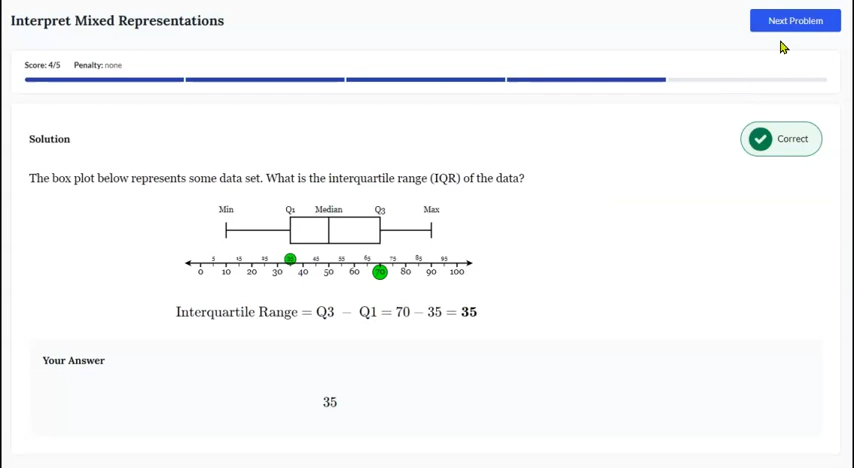 Interpret Mixed Representations
Next Problem
Score: 4/5 Penalty: none
Solution
Correct
The box plot below represents some data set. What is the interquartile range (IQR) of the data?
Min Q1 Median Q3 Max
5 15 25 35 45 55 65 75 85 95
0 10 20 30 40 50 60 70 80 90 100
Interquartile Range = Q3 − Q1 = 70 − 35 = 35
Your Answer
35